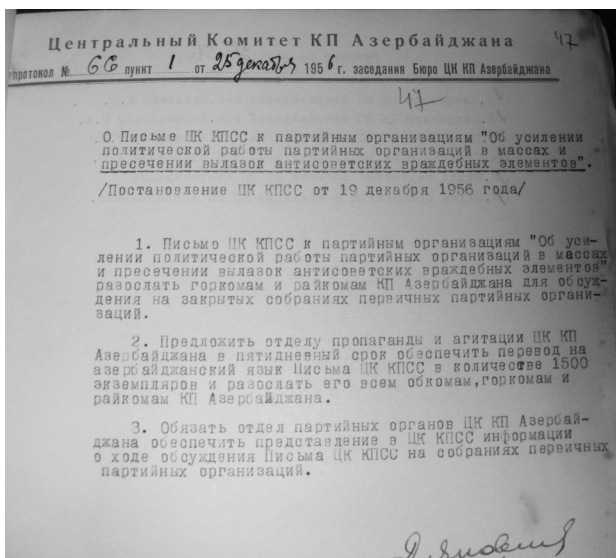 Центральный Комитет КП Азербайджана
47
протокол № 66 пункт 1 от 25 декабря 1956 г. заседания Бюро ЦК КП Азербайджана
47
О Письме ЦК КПСС к партийным организациям "Об усилении
политической работы партийных организаций в массах и
пресечении вылазок антисоветских враждебных элементов".
/Постановление ЦК КПСС от 19 декабря 1956 года/
1. Письмо ЦК КПСС к партийным организациям "Об уси-
лении политической работы партийных организаций в массах
и пресечении вылазок антисоветских враждебных элементов"
разослать горкомам и райкомам КП Азербайджана для обсуж-
дения на закрытых собраниях первичных партийных органи-
заций.
2. Предложить отделу пропаганды и агитации ЦК КП
Азербайджана в пятидневный срок обеспечить перевод на
азербайджанский язык Письма ЦК КПСС в количестве 1500
экземпляров и разослать его всем обкомам, горкомам и
райкомам КП Азербайджана.
3. Обязать отдел партийных органов ЦК КП Азербай-
джана обеспечить представление в ЦК КПСС информации
о ходе обсуждения Письма ЦК КПСС на собраниях первичных
партийных организаций.